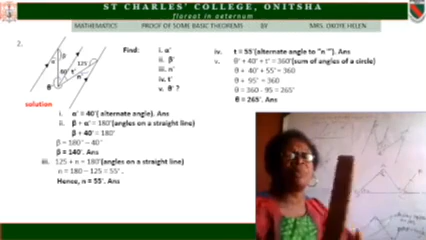 ST CHARLES' COLLEGE, ONITSHA
floreat in aeternum
MATHEMATICS PROOF OF SOME BASIC THEOREMS BY MRS. OKOYE HELEN
2.
β
α
125
40° t°
n
θ
Find: i. α°
ii. β°
iii. n°
iv. t°
v. θ° ?
solution
i. α° = 40°( alternate angle). Ans
ii. β + α° = 180°(angles on a straight line)
β + 40° = 180°
β = 180° - 40°
β = 140°. Ans
iii. 125 + n = 180°(angles on a straight line)
n = 180 - 125 = 55°.
Hence, n = 55°. Ans
iv. t = 55°(alternate angle to "n°"). Ans
v. θ° + 40° + t° = 360°(sum of angles of a circle)
θ + 40° + 55° = 360
θ + 95° = 360
θ = 360 - 95 = 265°
θ = 265°. Ans